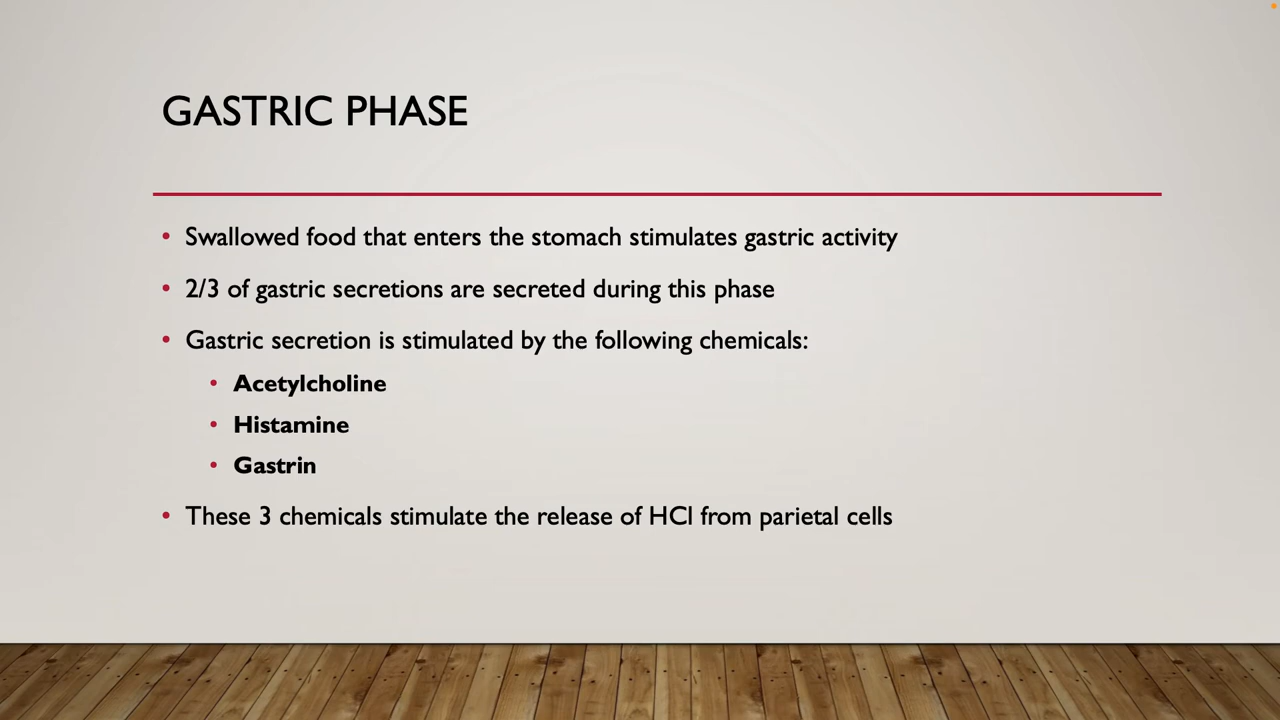 GASTRIC PHASE
• Swallowed food that enters the stomach stimulates gastric activity
• 2/3 of gastric secretions are secreted during this phase
• Gastric secretion is stimulated by the following chemicals:
• Acetylcholine
• Histamine
• Gastrin
• These 3 chemicals stimulate the release of HCl from parietal cells